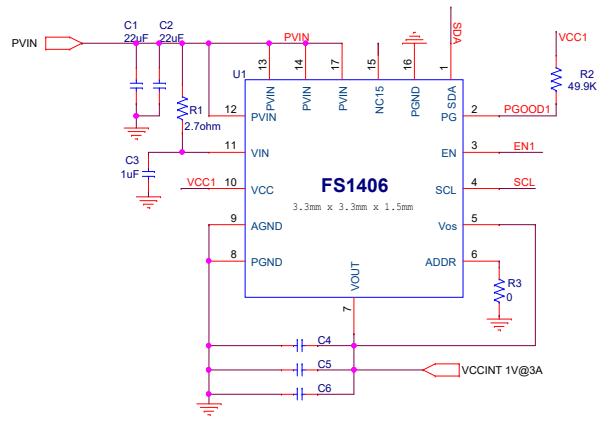 C1
22uF
C2
22uF
PVIN
PVIN
SDA
VCC1
13
14
17
15
16
1
U1
R2
49.9K
PVIN
PVIN
PVIN
NC15
PGND
SDA
R1
2.7ohm
12
PVIN
PG
2
PGOOD1
11
VIN
EN
3
EN1
C3
1uF
VCC1
10
VCC
FS1406
SCL
4
SCL
3.3mm x 3.3mm x 1.5mm
9
AGND
Vos
5
8
PGND
ADDR
6
VOUT
R3
0
7
C4
C5
VCCINT 1V@3A
C6